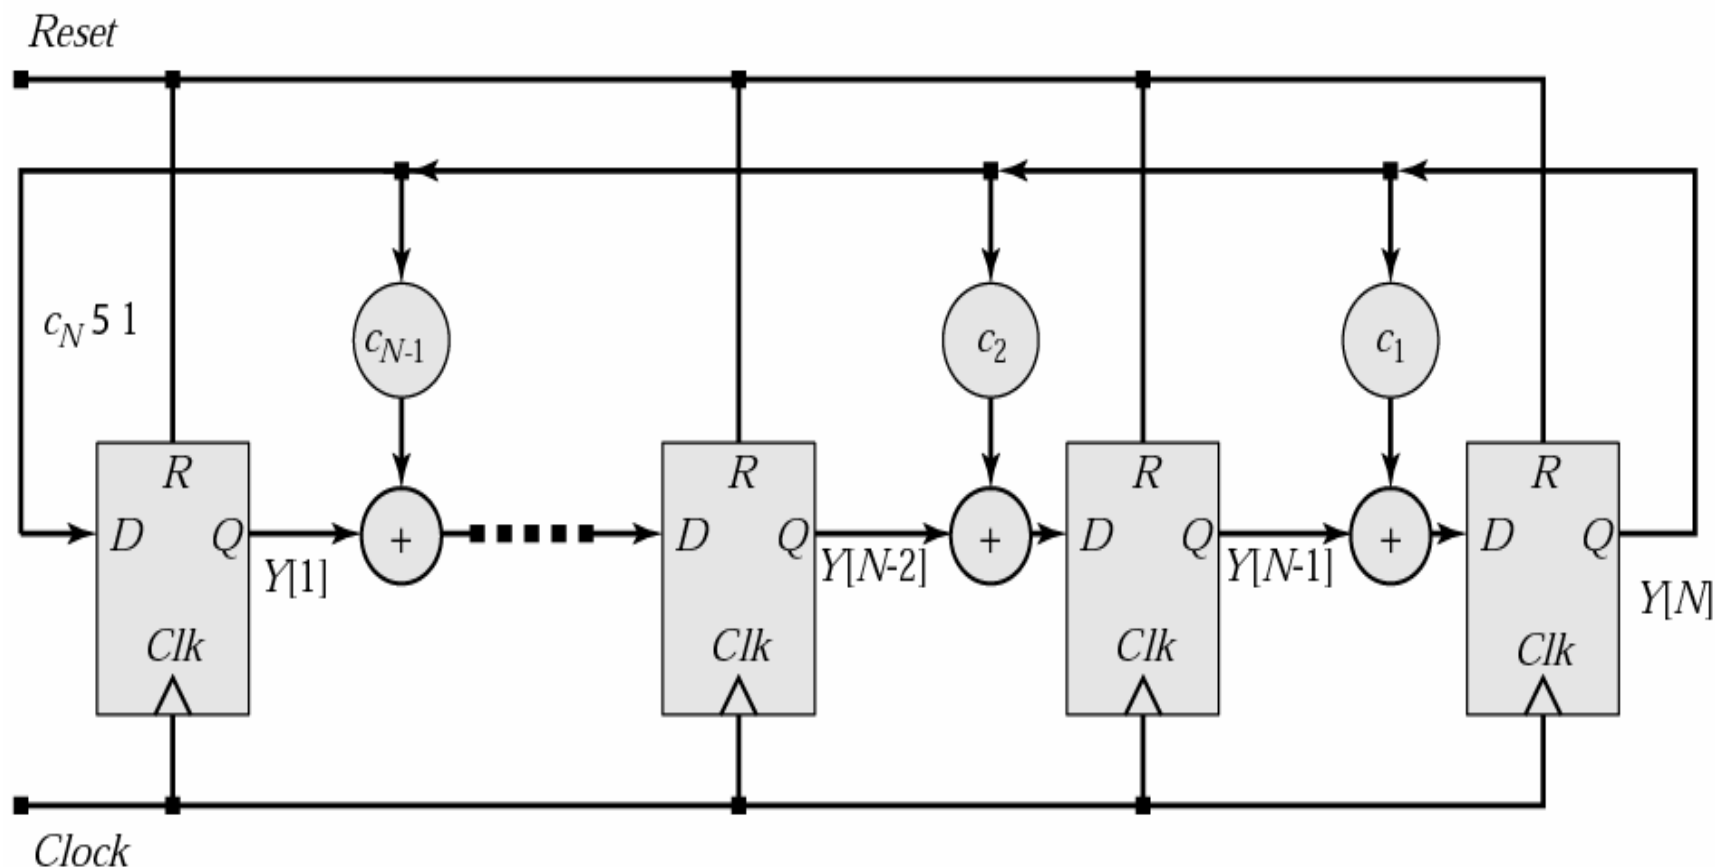 Reset
c_N 5 1
c_{N-1}
c_2
c_1
R
R
R
R
D
Q
+
D
Q
+
D
Q
+
D
Q
Y[1]
Y[N-2]
Y[N-1]
Y[N]
Clk
Clk
Clk
Clk
Clock